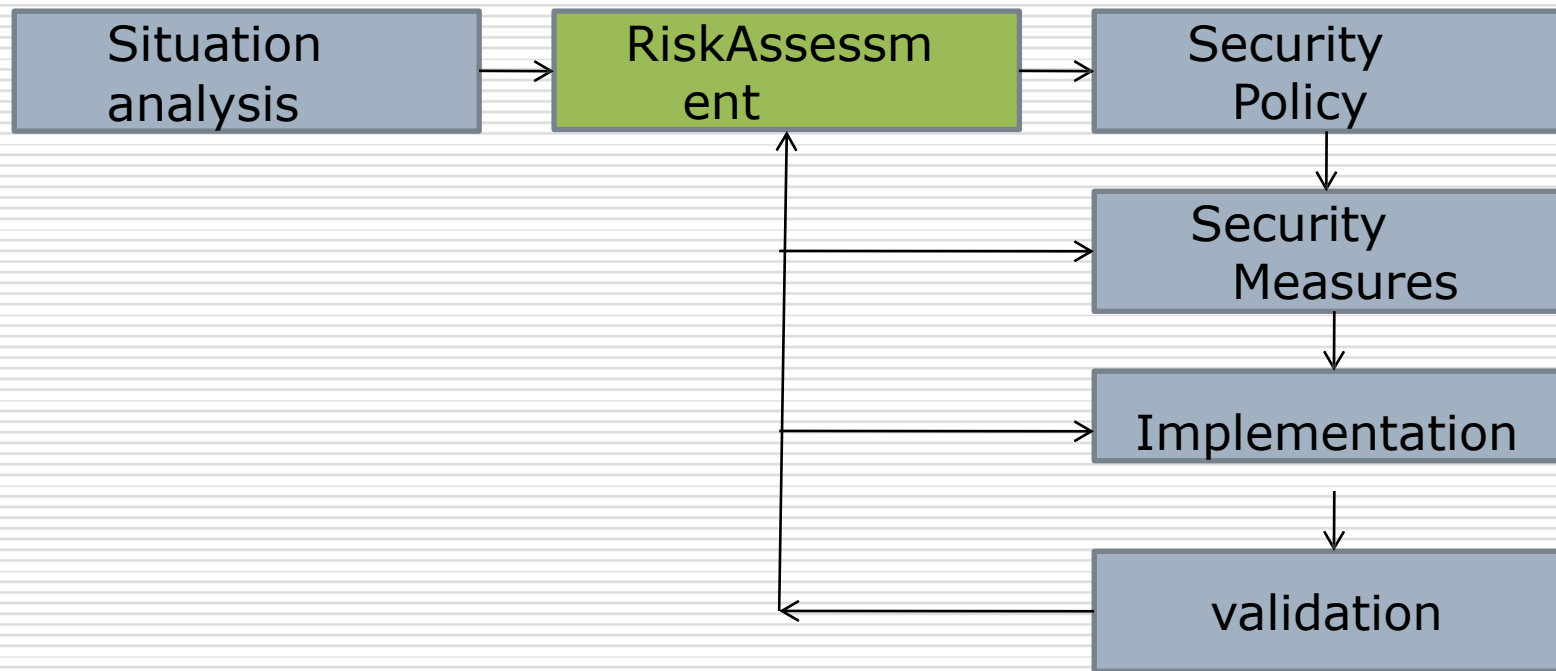 Situation
analysis
RiskAssessm
ent
Security
Policy
Security
Measures
Implementation
validation